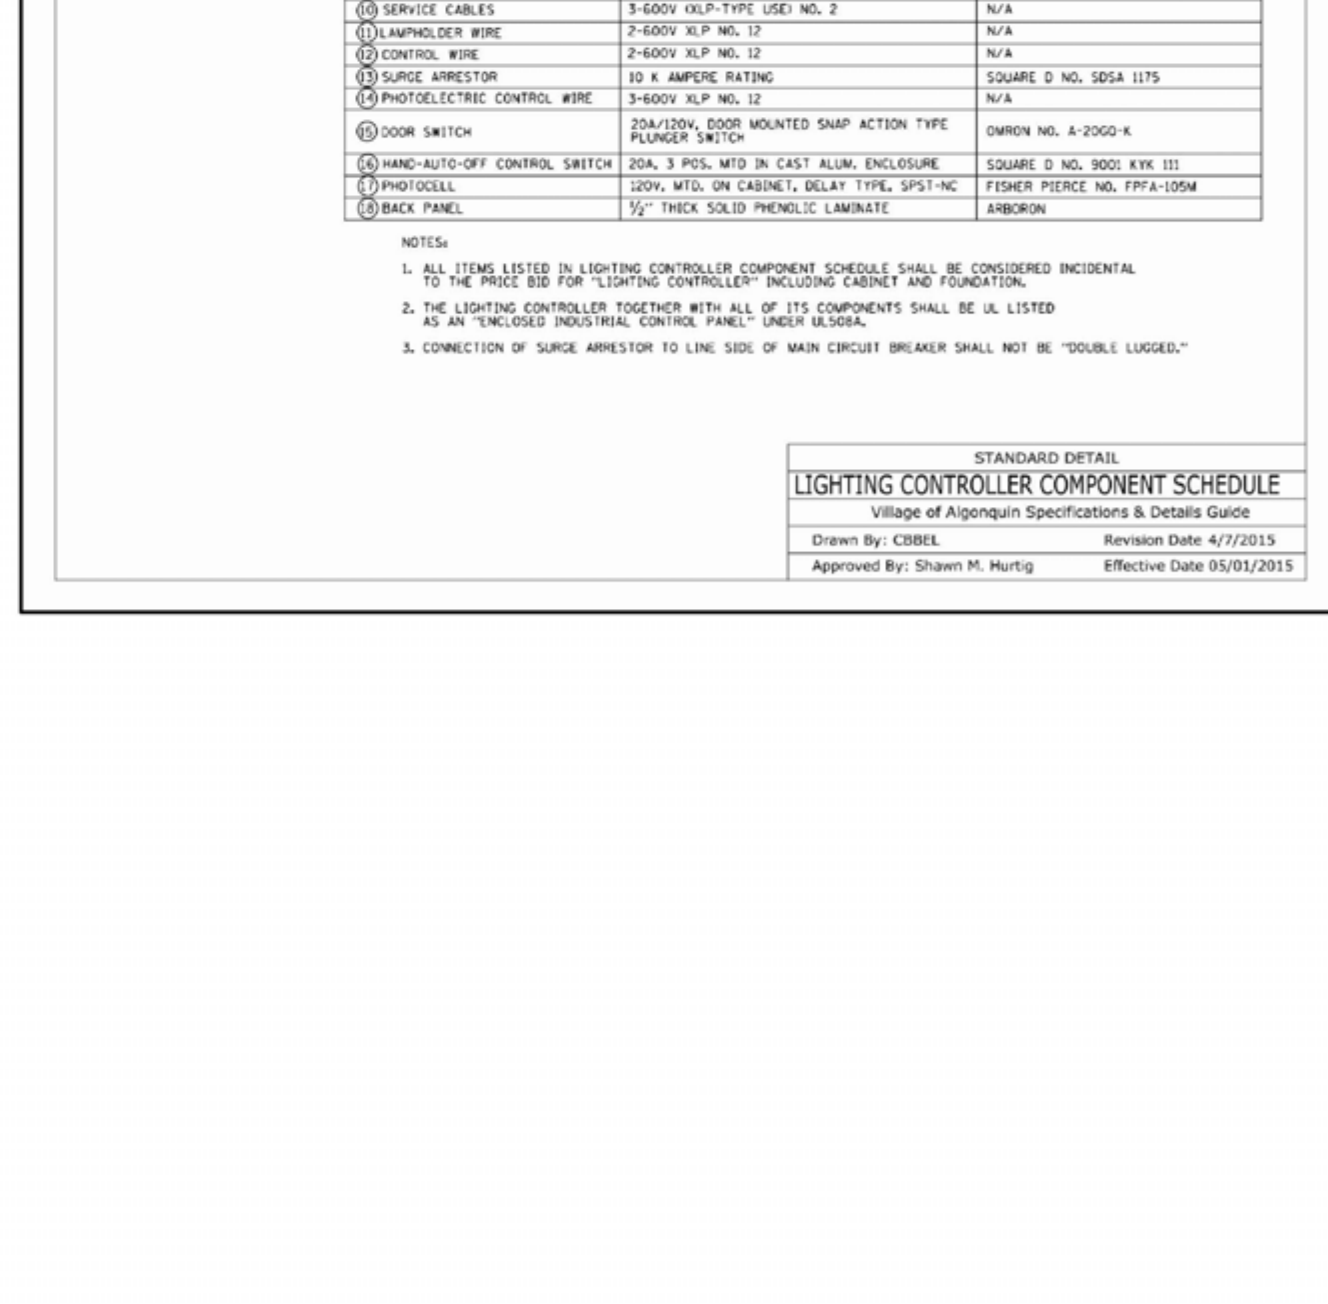 10 SERVICE CABLES 3-600V (XLP-TYPE USE) NO. 2 N/A
11 LAMPHOLDER WIRE 2-600V XLP NO. 12 N/A
12 CONTROL WIRE 2-600V XLP NO. 12 N/A
13 SURGE ARRESTOR 10 K AMPERE RATING SQUARE D NO. SDSA 1175
14 PHOTOELECTRIC CONTROL WIRE 3-600V XLP NO. 12 N/A
15 DOOR SWITCH 20A/120V, DOOR MOUNTED SNAP ACTION TYPE
PLUNGER SWITCH OMRON NO. A-20GQ-K
16 HAND-AUTO-OFF CONTROL SWITCH 20A, 3 POS. MTD IN CAST ALUM. ENCLOSURE SQUARE D NO. 9001 KYK 111
17 PHOTOCELL 120V, MTD. ON CABINET, DELAY TYPE, SPST-NC FISHER PIERCE NO. FPFA-105M
18 BACK PANEL ½" THICK SOLID PHENOLIC LAMINATE ARBORON
NOTES:
1. ALL ITEMS LISTED IN LIGHTING CONTROLLER COMPONENT SCHEDULE SHALL BE CONSIDERED INCIDENTAL
TO THE PRICE BID FOR "LIGHTING CONTROLLER" INCLUDING CABINET AND FOUNDATION.
2. THE LIGHTING CONTROLLER TOGETHER WITH ALL OF ITS COMPONENTS SHALL BE UL LISTED
AS AN "ENCLOSED INDUSTRIAL CONTROL PANEL" UNDER UL508A.
3. CONNECTION OF SURGE ARRESTOR TO LINE SIDE OF MAIN CIRCUIT BREAKER SHALL NOT BE "DOUBLE LUGGED."
STANDARD DETAIL
LIGHTING CONTROLLER COMPONENT SCHEDULE
Village of Algonquin Specifications & Details Guide
Drawn By: CBBEL Revision Date 4/7/2015
Approved By: Shawn M. Hurtig Effective Date 05/01/2015